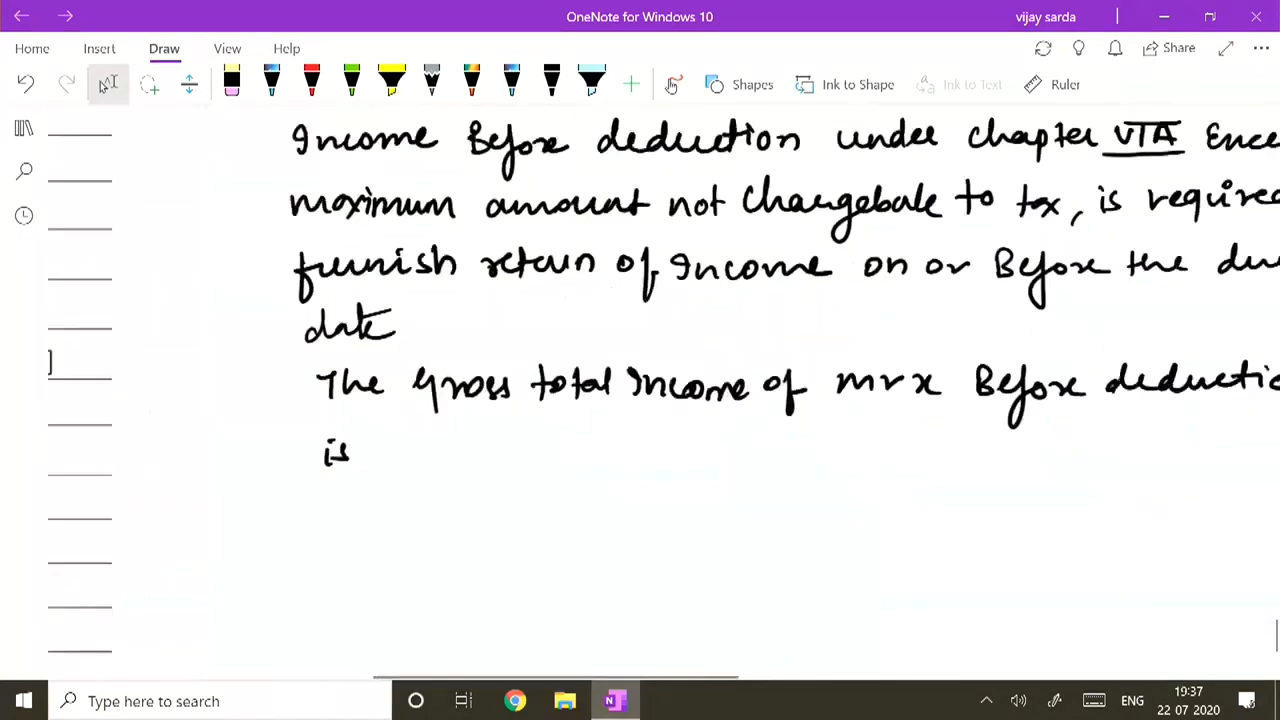 OneNote for Windows 10
vijay sarda
Home Insert Draw View Help
Share
Shapes Ink to Shape Ink to Text Ruler
Income Before deduction under chapter VIA Exce
maximum amount not Changebale to tax, is require
furnish return of Income on or Before the du
date
The Gross total Income of mr x Before deductio
is
Type here to search
ENG
19:37
22 07 2020